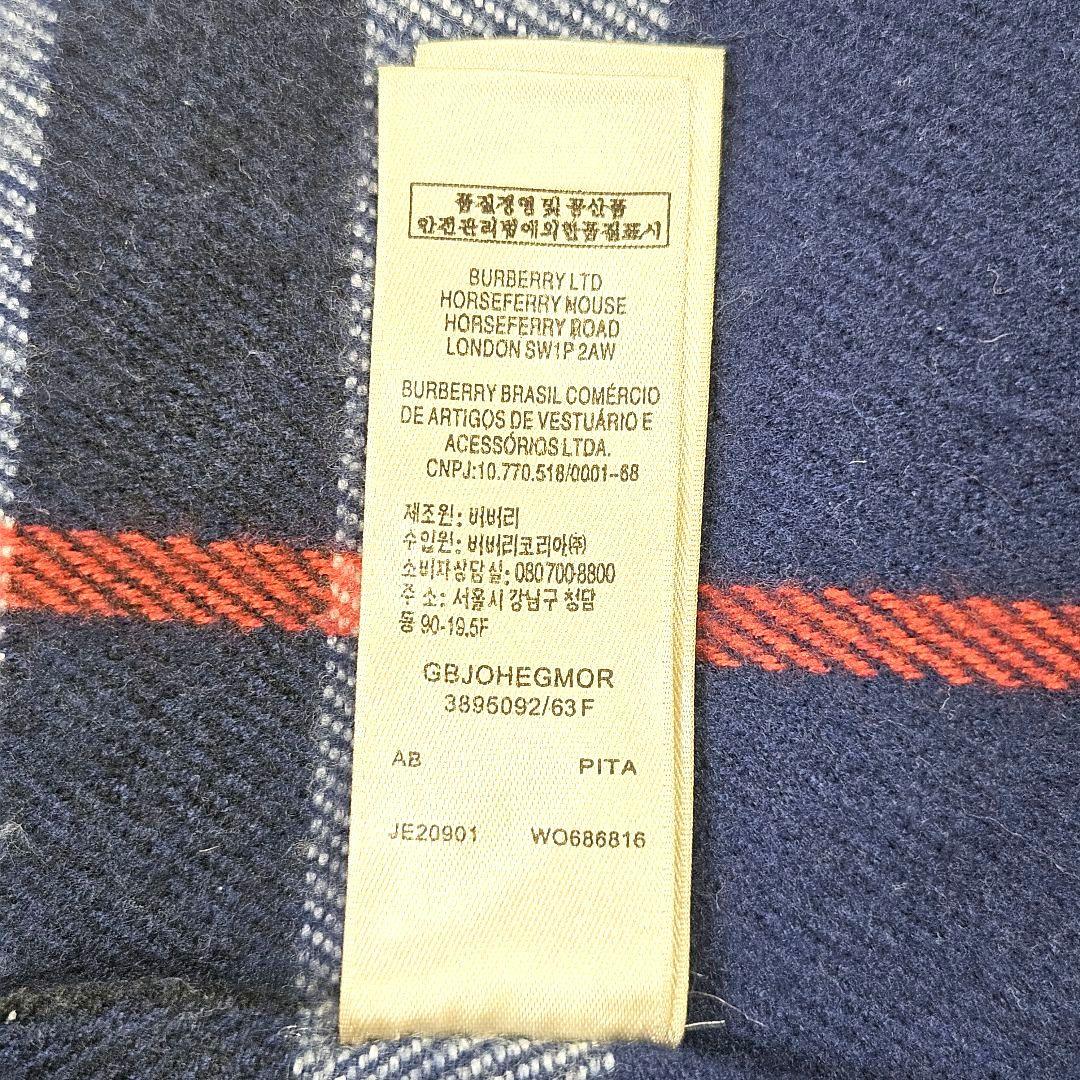 품질경영 및 공산품
안전관리법에의한품질표시
BURBERRY LTD
HORSEFERRY HOUSE
HORSEFERRY ROAD
LONDON SW1P 2AW
BURBERRY BRASIL COMÉRCIO
DE ARTIGOS DE VESTUÁRIO E
ACESSÓRIOS LTDA.
CNPJ:10.770.518/0001-68
제조원: 버버리
수입원: 버버리코리아㈜
소비자상담실: 080 700 8800
주 소: 서울시 강남구 청담
동 90-19.5F
GBJOHEGMOR
3895092/63F
AB PITA
JE20901 WO686816